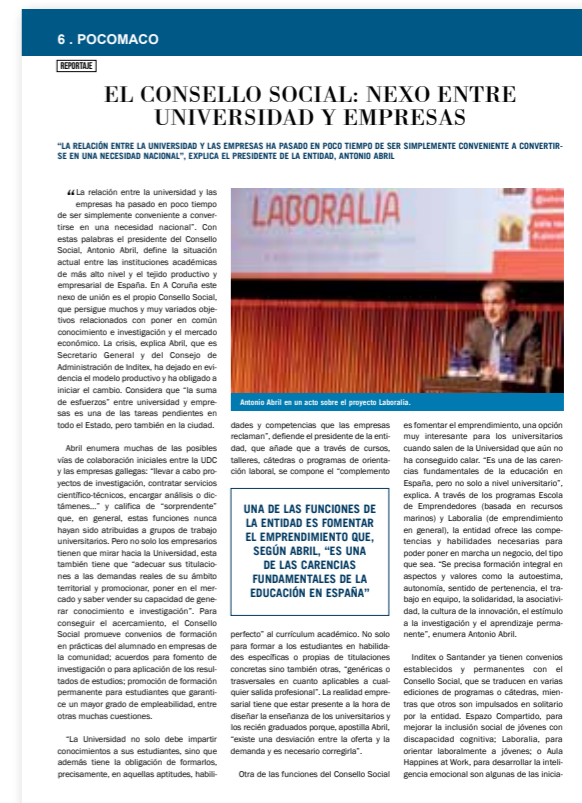 6 . POCOMACO
REPORTAJE
EL CONSELLO SOCIAL: NEXO ENTRE
UNIVERSIDAD Y EMPRESAS
“LA RELACIÓN ENTRE LA UNIVERSIDAD Y LAS EMPRESAS HA PASADO EN POCO TIEMPO DE SER SIMPLEMENTE CONVENIENTE A CONVERTIR-
SE EN UNA NECESIDAD NACIONAL”, EXPLICA EL PRESIDENTE DE LA ENTIDAD, ANTONIO ABRIL
“La relación entre la universidad y las
empresas ha pasado en poco tiempo
de ser simplemente conveniente a conver-
tirse en una necesidad nacional”. Con
estas palabras el presidente del Consello
Social, Antonio Abril, define la situación
actual entre las instituciones académicas
de más alto nivel y el tejido productivo y
empresarial de España. En A Coruña este
nexo de unión es el propio Consello Social,
que persigue muchos y muy variados obje-
tivos relacionados con poner en común
conocimiento e investigación y el mercado
económico. La crisis, explica Abril, que es
Secretario General y del Consejo de
Administración de Inditex, ha dejado en evi-
dencia el modelo productivo y ha obligado a
iniciar el cambio. Considera que “la suma
de esfuerzos” entre universidad y empre-
sas es una de las tareas pendientes en
todo el Estado, pero también en la ciudad.
Abril enumera muchas de las posibles
vías de colaboración iniciales entre la UDC
y las empresas gallegas: “llevar a cabo pro-
yectos de investigación, contratar servicios
científico-técnicos, encargar análisis o dic-
támenes...” y califica de “sorprendente”
que, en general, estas funciones nunca
hayan sido atribuidas a grupos de trabajo
universitarios. Pero no solo los empresarios
tienen que mirar hacia la Universidad, esta
también tiene que “adecuar sus titulacio-
nes a las demandas reales de su ámbito
territorial y promocionar, poner en el mer-
cado y saber vender su capacidad de gene-
rar conocimiento e investigación”. Para
conseguir el acercamiento, el Consello
Social promueve convenios de formación
en prácticas del alumnado en empresas de
la comunidad; acuerdos para fomento de
investigación o para aplicación de los resul-
tados de estudios; promoción de formación
permanente para estudiantes que garanti-
ce un mayor grado de empleabilidad, entre
otras muchas cuestiones.
“La Universidad no solo debe impartir
conocimientos a sus estudiantes, sino que
además tiene la obligación de formarlos,
precisamente, en aquellas aptitudes, habili-
LABORALIA
Antonio Abril en un acto sobre el proyecto Laboralia.
dades y competencias que las empresas
reclaman”, defiende el presidente de la enti-
dad, que añade que a través de cursos,
talleres, cátedras o programas de orienta-
ción laboral, se compone el “complemento
UNA DE LAS FUNCIONES DE
LA ENTIDAD ES FOMENTAR
EL EMPRENDIMIENTO QUE,
SEGÚN ABRIL, “ES UNA
DE LAS CARENCIAS
FUNDAMENTALES DE LA
EDUCACIÓN EN ESPAÑA”
perfecto” al currículum académico. No solo
para formar a los estudiantes en habilida-
des específicas o propias de titulaciones
concretas sino también otras, “genéricas o
trasversales en cuanto aplicables a cual-
quier salida profesional”. La realidad empre-
sarial tiene que estar presente a la hora de
diseñar la enseñanza de los universitarios y
los recién graduados porque, apostilla Abril,
“existe una desviación entre la oferta y la
demanda y es necesario corregirla”.
Otra de las funciones del Consello Social
es fomentar el emprendimiento, una opción
muy interesante para los universitarios
cuando salen de la Universidad que aún no
ha conseguido calar. “Es una de las caren-
cias fundamentales de la educación en
España, pero no solo a nivel universitario”,
explica. A través de los programas Escola
de Emprendedores (basada en recursos
marinos) y Laboralia (de emprendimiento
en general), la entidad ofrece las compe-
tencias y habilidades necesarias para
poder poner en marcha un negocio, del tipo
que sea. “Se precisa formación integral en
aspectos y valores como la autoestima,
autonomía, sentido de pertenencia, el tra-
bajo en equipo, la solidaridad, la asociativi-
dad, la cultura de la innovación, el estímulo
a la investigación y el aprendizaje perma-
nente”, enumera Antonio Abril.
Inditex o Santander ya tienen convenios
establecidos y permanentes con el
Consello Social, que se traducen en varias
ediciones de programas o cátedras, mien-
tras que otros son impulsados en solitario
por la entidad. Espazo Compartido, para
mejorar la inclusión social de jóvenes con
discapacidad cognitiva; Laboralia, para
orientar laboralmente a jóvenes; o Aula
Happines at Work, para desarrollar la inteli-
gencia emocional son algunas de las inicia-